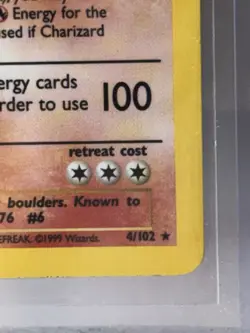 Energy for the
sed if Charizard
ergy cards
rder to use 100
retreat cost
boulders. Known to
76 #6
EFREAK. ©1999 Wizards. 4/102 ★